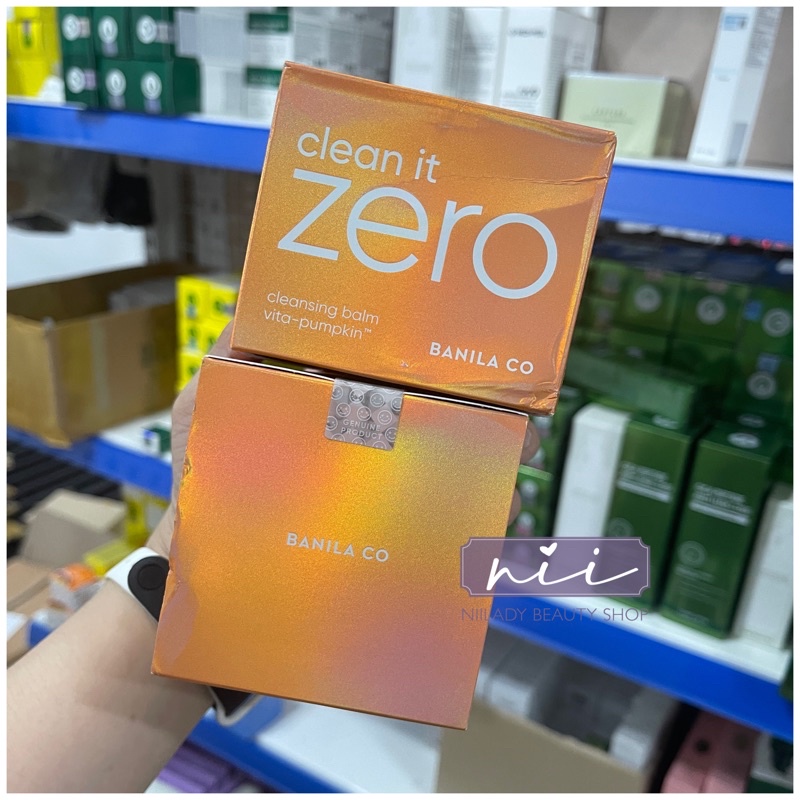 clean it
zero
cleansing balm
vita-pumpkin™
BANILA CO
GENUINE
PRODUCT
BANILA CO
nii
NIILADY BEAUTY SHOP